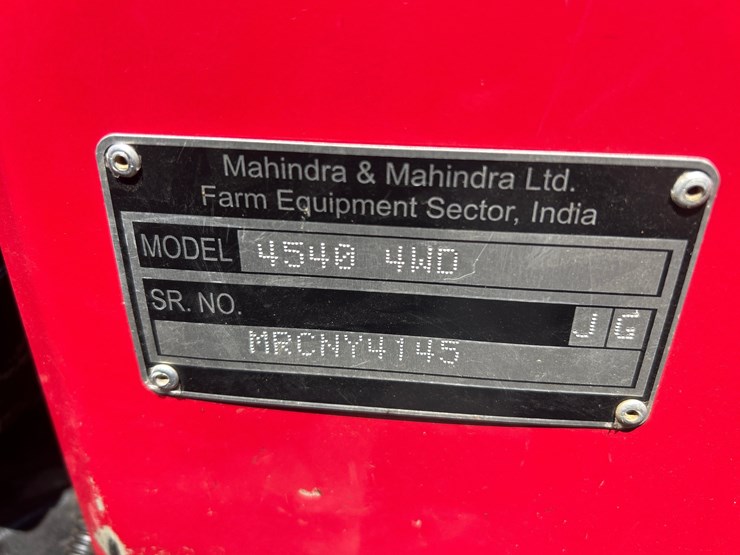 Mahindra & Mahindra Ltd.
Farm Equipment Sector, India
MODEL 4540 4WD
SR. NO.
J G
MRCNY4145